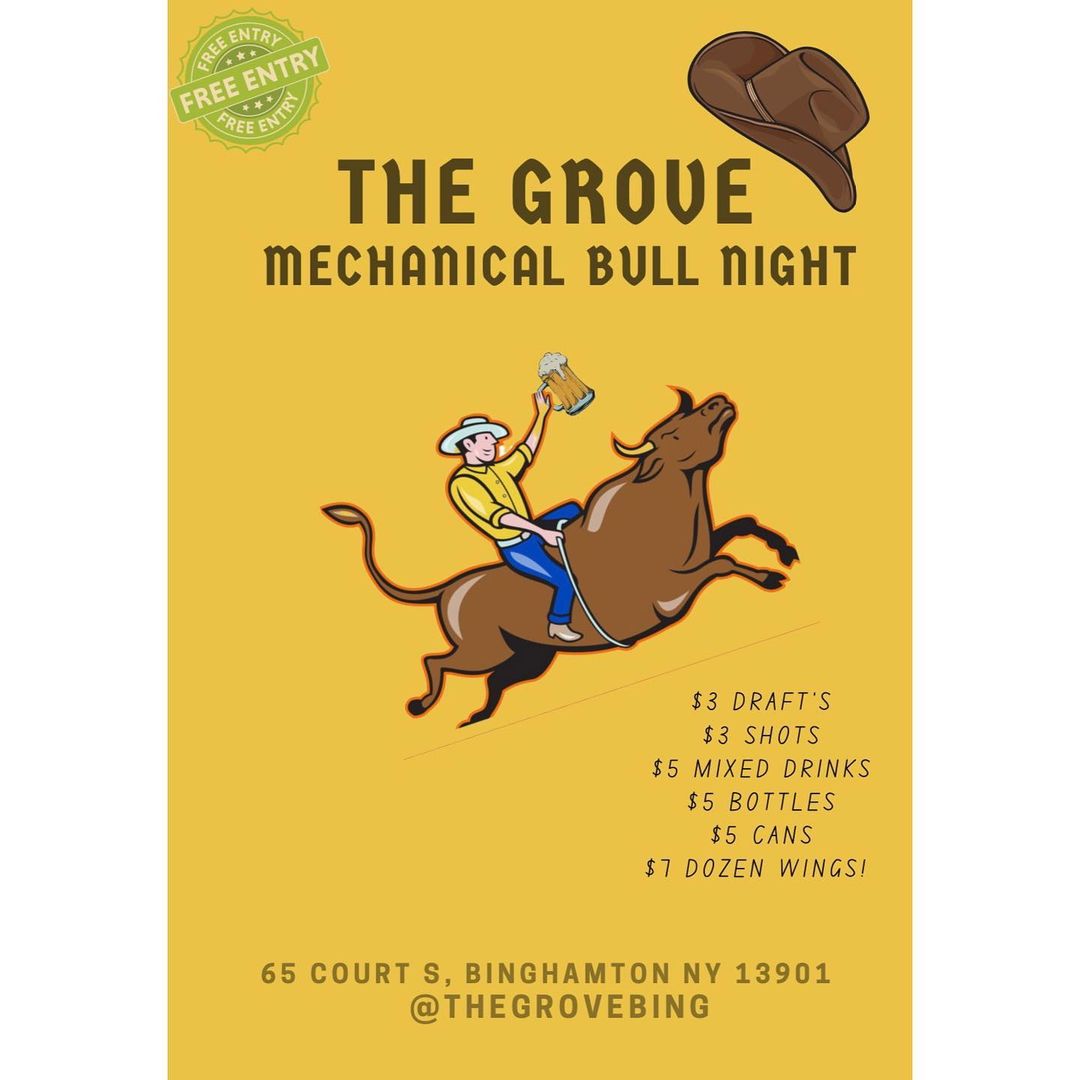 FREE ENTRY
FREE ENTRY
FREE ENTRY
THE GROVE
MECHANICAL BULL NIGHT
$3 DRAFT'S
$3 SHOTS
$5 MIXED DRINKS
$5 BOTTLES
$5 CANS
$7 DOZEN WINGS!
65 COURT S, BINGHAMTON NY 13901
@THEGROVEBING